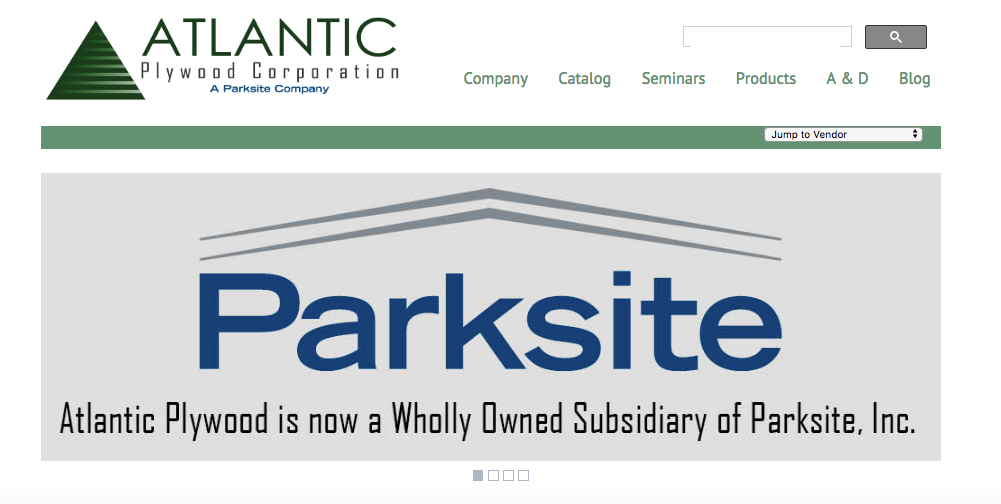 ATLANTIC
Plywood Corporation
A Parksite Company
Company Catalog Seminars Products A & D Blog
Jump to Vendor
Parksite
Atlantic Plywood is now a Wholly Owned Subsidiary of Parksite, Inc.